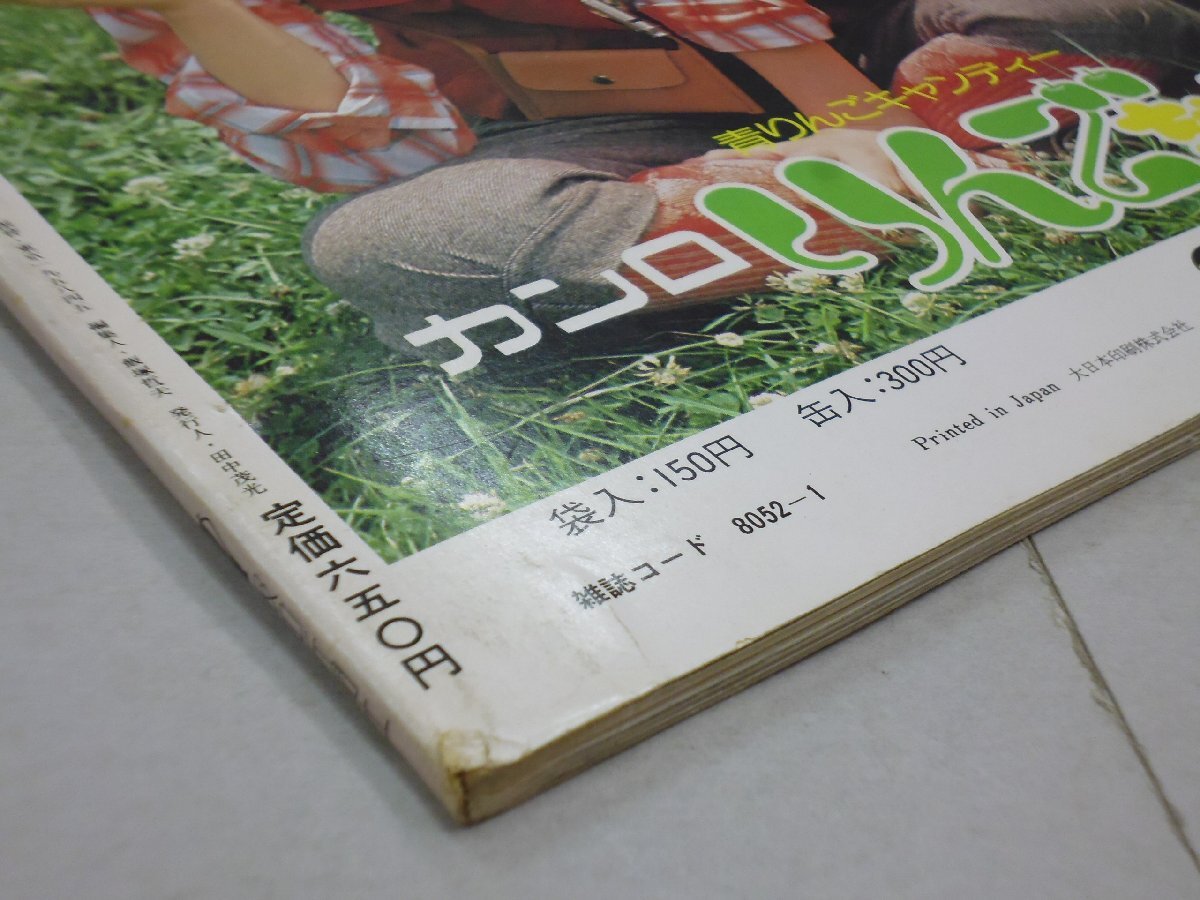 青りんごキャンディー
カンロりんご
袋入:150円 缶入:300円
Printed in Japan 大日本印刷株式会社
雑誌コード 8052-1
発行人・田中茂光
定価六五〇円